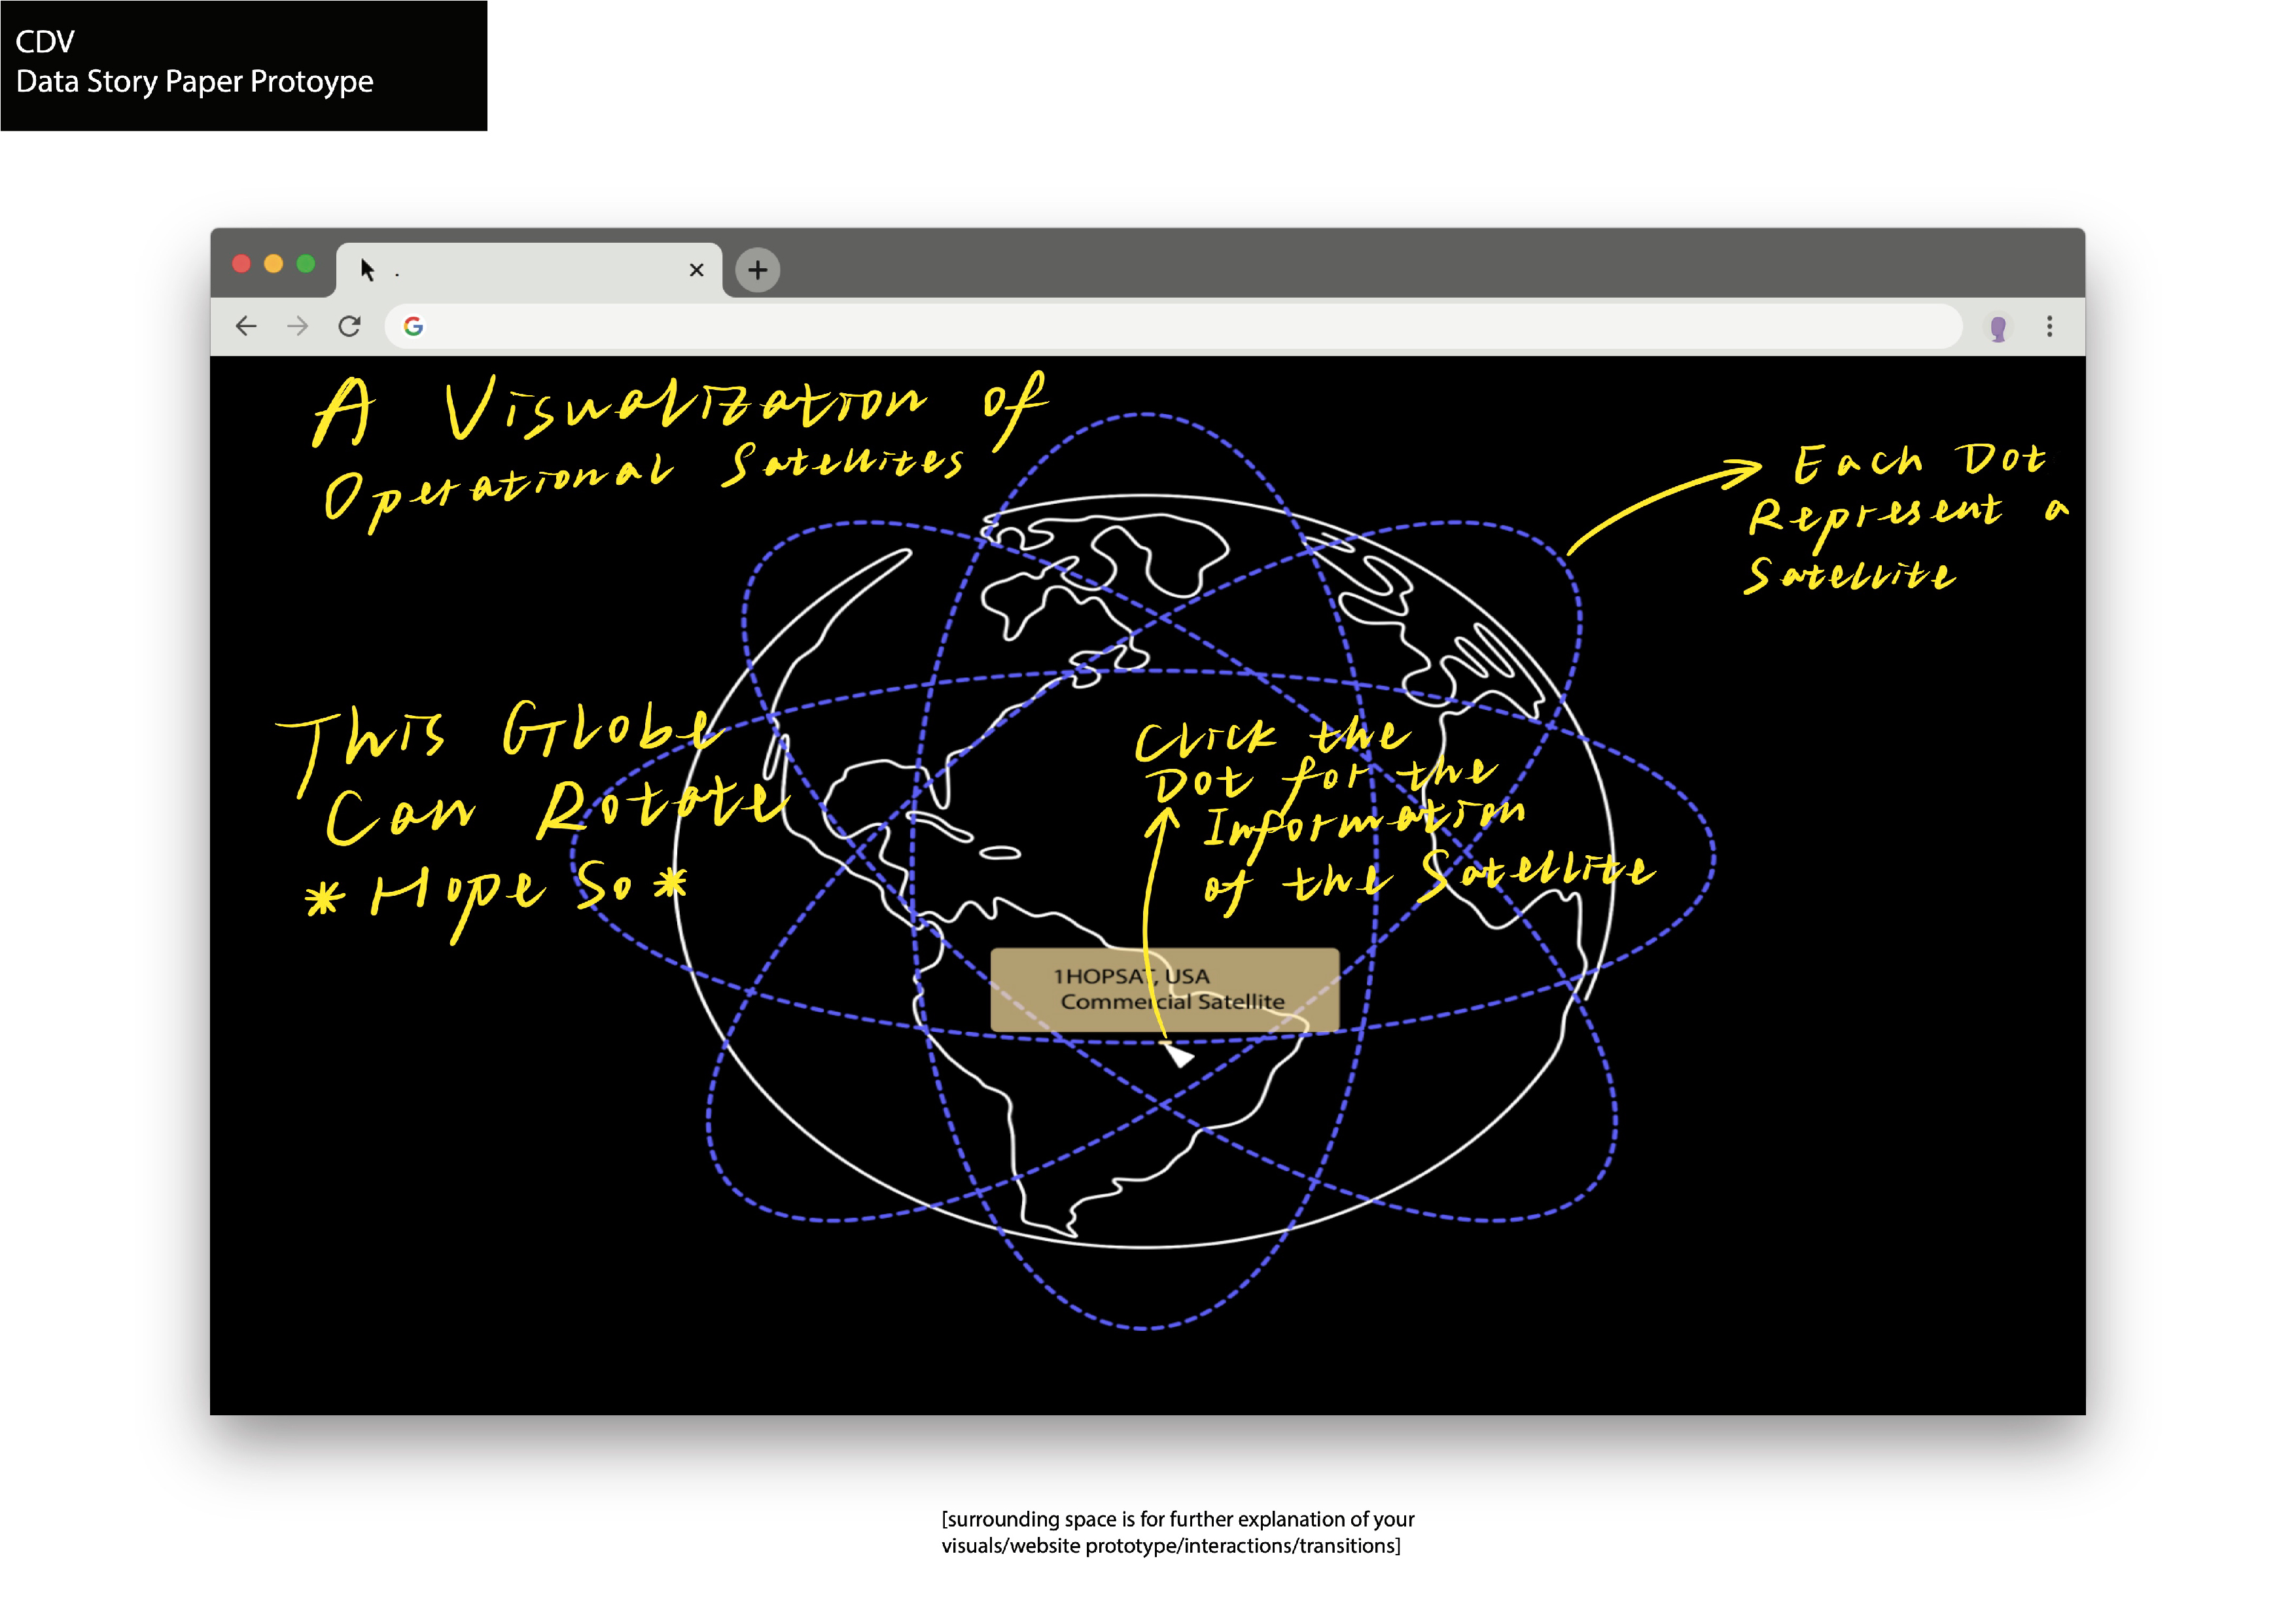 CDV
Data Story Paper Protoype
A Visualization of
Operational Satellites
Each Dot
Represent a
Satellite
This Globe
Can Rotate
* Hope So *
Click the
Dot for the
Information
of the Satellite
1HOPSAT, USA
Commercial Satellite
[surrounding space is for further explanation of your
visuals/website prototype/interactions/transitions]